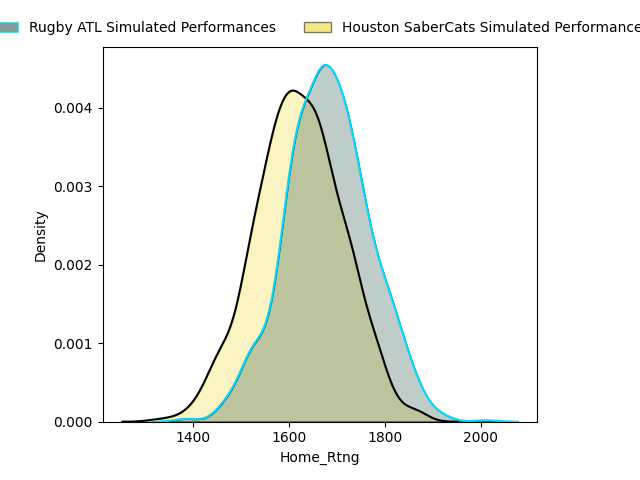 Rugby ATL Simulated Performances
Houston SaberCats Simulated Performance
0.004
0.003
0.002
0.001
0.000
Density
1400 1600 1800 2000
Home_Rtng